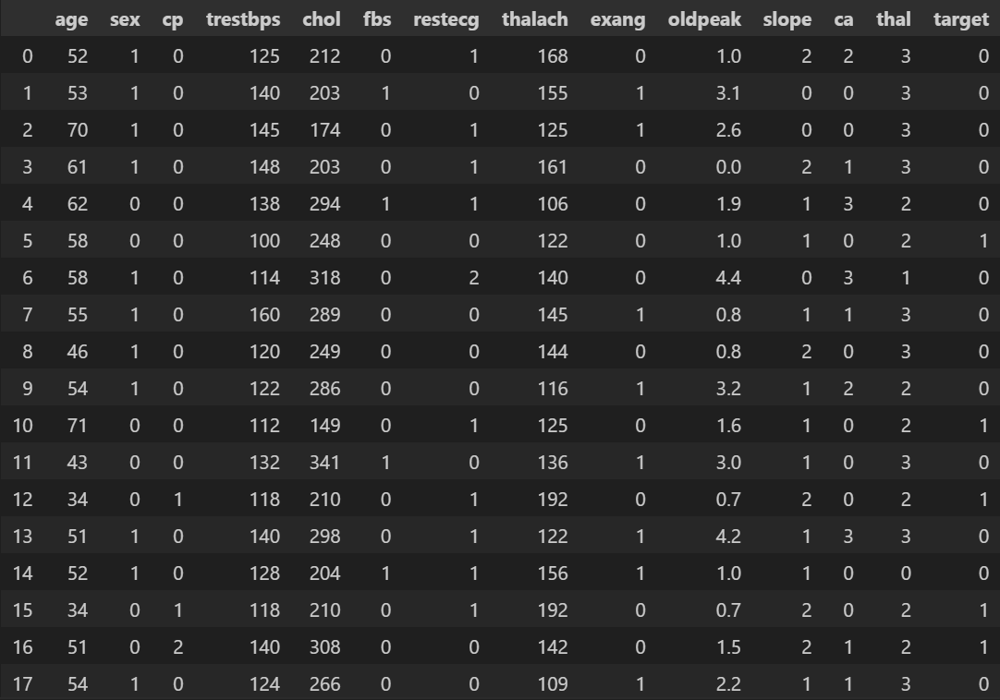 age sex cp trestbps chol fbs restecg thalach exang oldpeak slope ca thal target
0 52 1 0 125 212 0 1 168 0 1.0 2 2 3 0
1 53 1 0 140 203 1 0 155 1 3.1 0 0 3 0
2 70 1 0 145 174 0 1 125 1 2.6 0 0 3 0
3 61 1 0 148 203 0 1 161 0 0.0 2 1 3 0
4 62 0 0 138 294 1 1 106 0 1.9 1 3 2 0
5 58 0 0 100 248 0 0 122 0 1.0 1 0 2 1
6 58 1 0 114 318 0 2 140 0 4.4 0 3 1 0
7 55 1 0 160 289 0 0 145 1 0.8 1 1 3 0
8 46 1 0 120 249 0 0 144 0 0.8 2 0 3 0
9 54 1 0 122 286 0 0 116 1 3.2 1 2 2 0
10 71 0 0 112 149 0 1 125 0 1.6 1 0 2 1
11 43 0 0 132 341 1 0 136 1 3.0 1 0 3 0
12 34 0 1 118 210 0 1 192 0 0.7 2 0 2 1
13 51 1 0 140 298 0 1 122 1 4.2 1 3 3 0
14 52 1 0 128 204 1 1 156 1 1.0 1 0 0 0
15 34 0 1 118 210 0 1 192 0 0.7 2 0 2 1
16 51 0 2 140 308 0 0 142 0 1.5 2 1 2 1
17 54 1 0 124 266 0 0 109 1 2.2 1 1 3 0